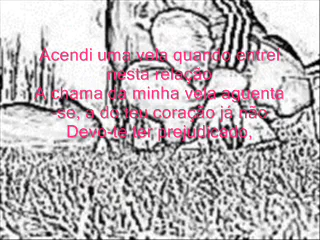 Acendi uma vela quando entrei
nesta relação
A chama da minha vela aguenta
-se, a do teu coração já não
Devo-te ter prejudicado,